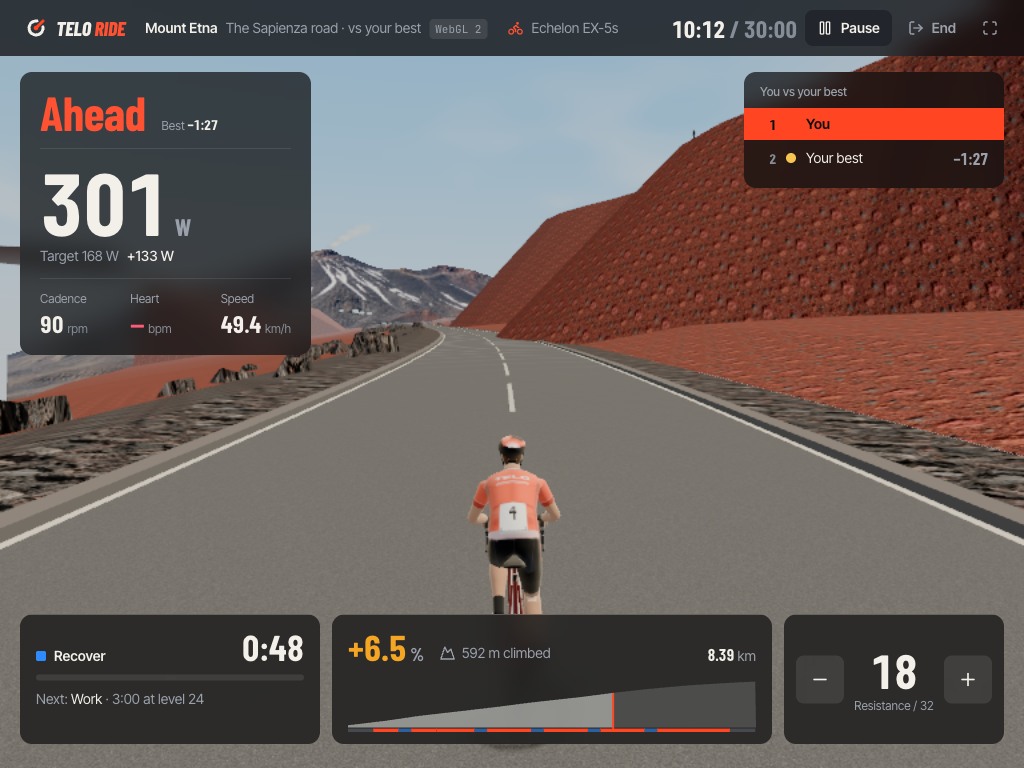 TELO RIDE
Mount Etna The Sapienza road · vs your best WebGL 2 Echelon EX-5s 10:12 / 30:00 Pause End
Ahead Best −1:27
301 W
Target 168 W +133 W
Cadence Heart Speed
90 rpm — bpm 49.4 km/h
You vs your best
1 You
2 Your best −1:27
TELO
4
Recover 0:48
Next: Work · 3:00 at level 24
+6.5 % 592 m climbed 8.39 km
− 18 +
Resistance / 32